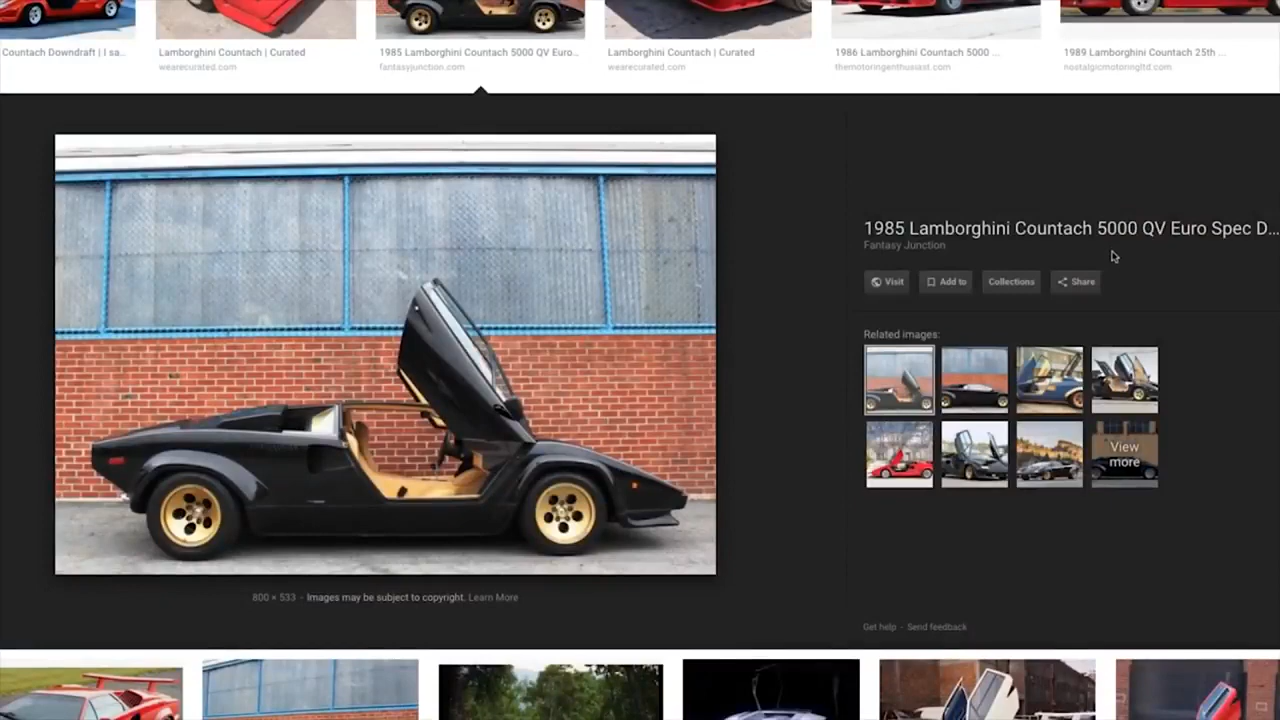 Countach Downdraft | I sa...
Lamborghini Countach | Curated
wearecurated.com
1985 Lamborghini Countach 5000 QV Euro...
fantasyjunction.com
Lamborghini Countach | Curated
wearecurated.com
1986 Lamborghini Countach 5000 ...
themotoringenthusiast.com
1989 Lamborghini Countach 25th ...
nostalgicmotoringltd.com
1985 Lamborghini Countach 5000 QV Euro Spec D...
Fantasy Junction
Visit
Add to
Collections
Share
Related images:
View
more
800 × 533 - Images may be subject to copyright. Learn More
Get help - Send feedback